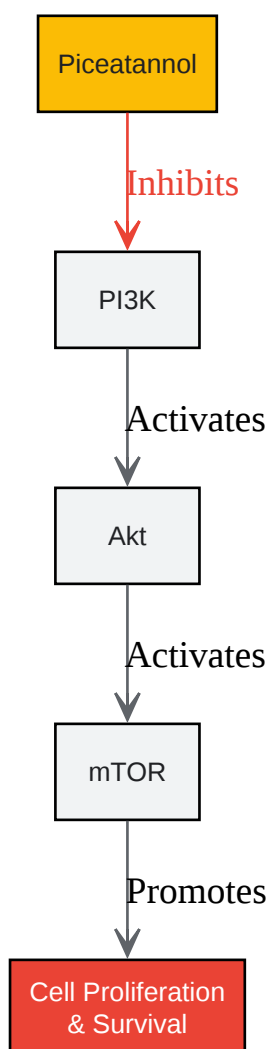 Piceatannol
Inhibits
PI3K
Activates
Akt
Activates
mTOR
Promotes
Cell Proliferation
& Survival